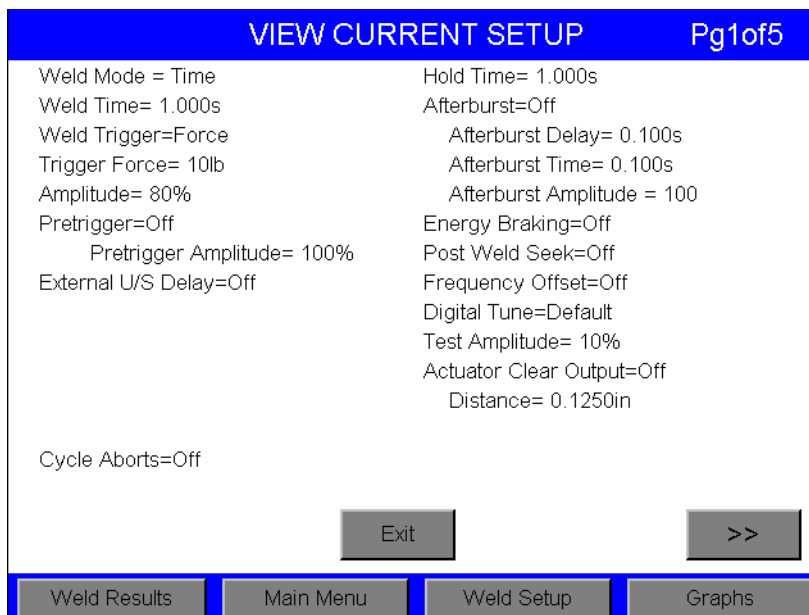 VIEW CURRENT SETUP Pg1of5
Weld Mode = Time
Weld Time= 1.000s
Weld Trigger=Force
Trigger Force= 10lb
Amplitude= 80%
Pretrigger=Off
Pretrigger Amplitude= 100%
External U/S Delay=Off
Cycle Aborts=Off
Hold Time= 1.000s
Afterburst=Off
Afterburst Delay= 0.100s
Afterburst Time= 0.100s
Afterburst Amplitude = 100
Energy Braking=Off
Post Weld Seek=Off
Frequency Offset=Off
Digital Tune=Default
Test Amplitude= 10%
Actuator Clear Output=Off
Distance= 0.1250in
Exit >>
Weld Results Main Menu Weld Setup Graphs